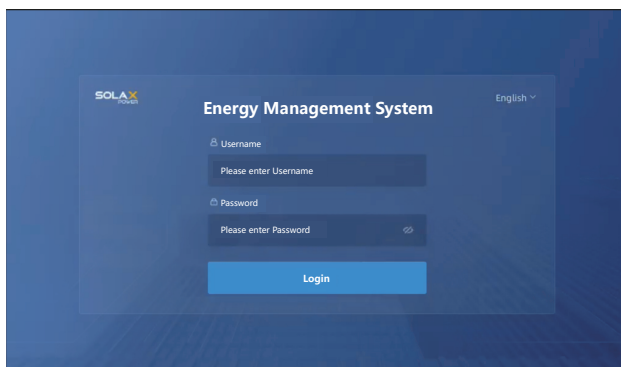 SOLAX
POWER
English
Energy Management System
Username
Please enter Username
Password
Please enter Password
Login